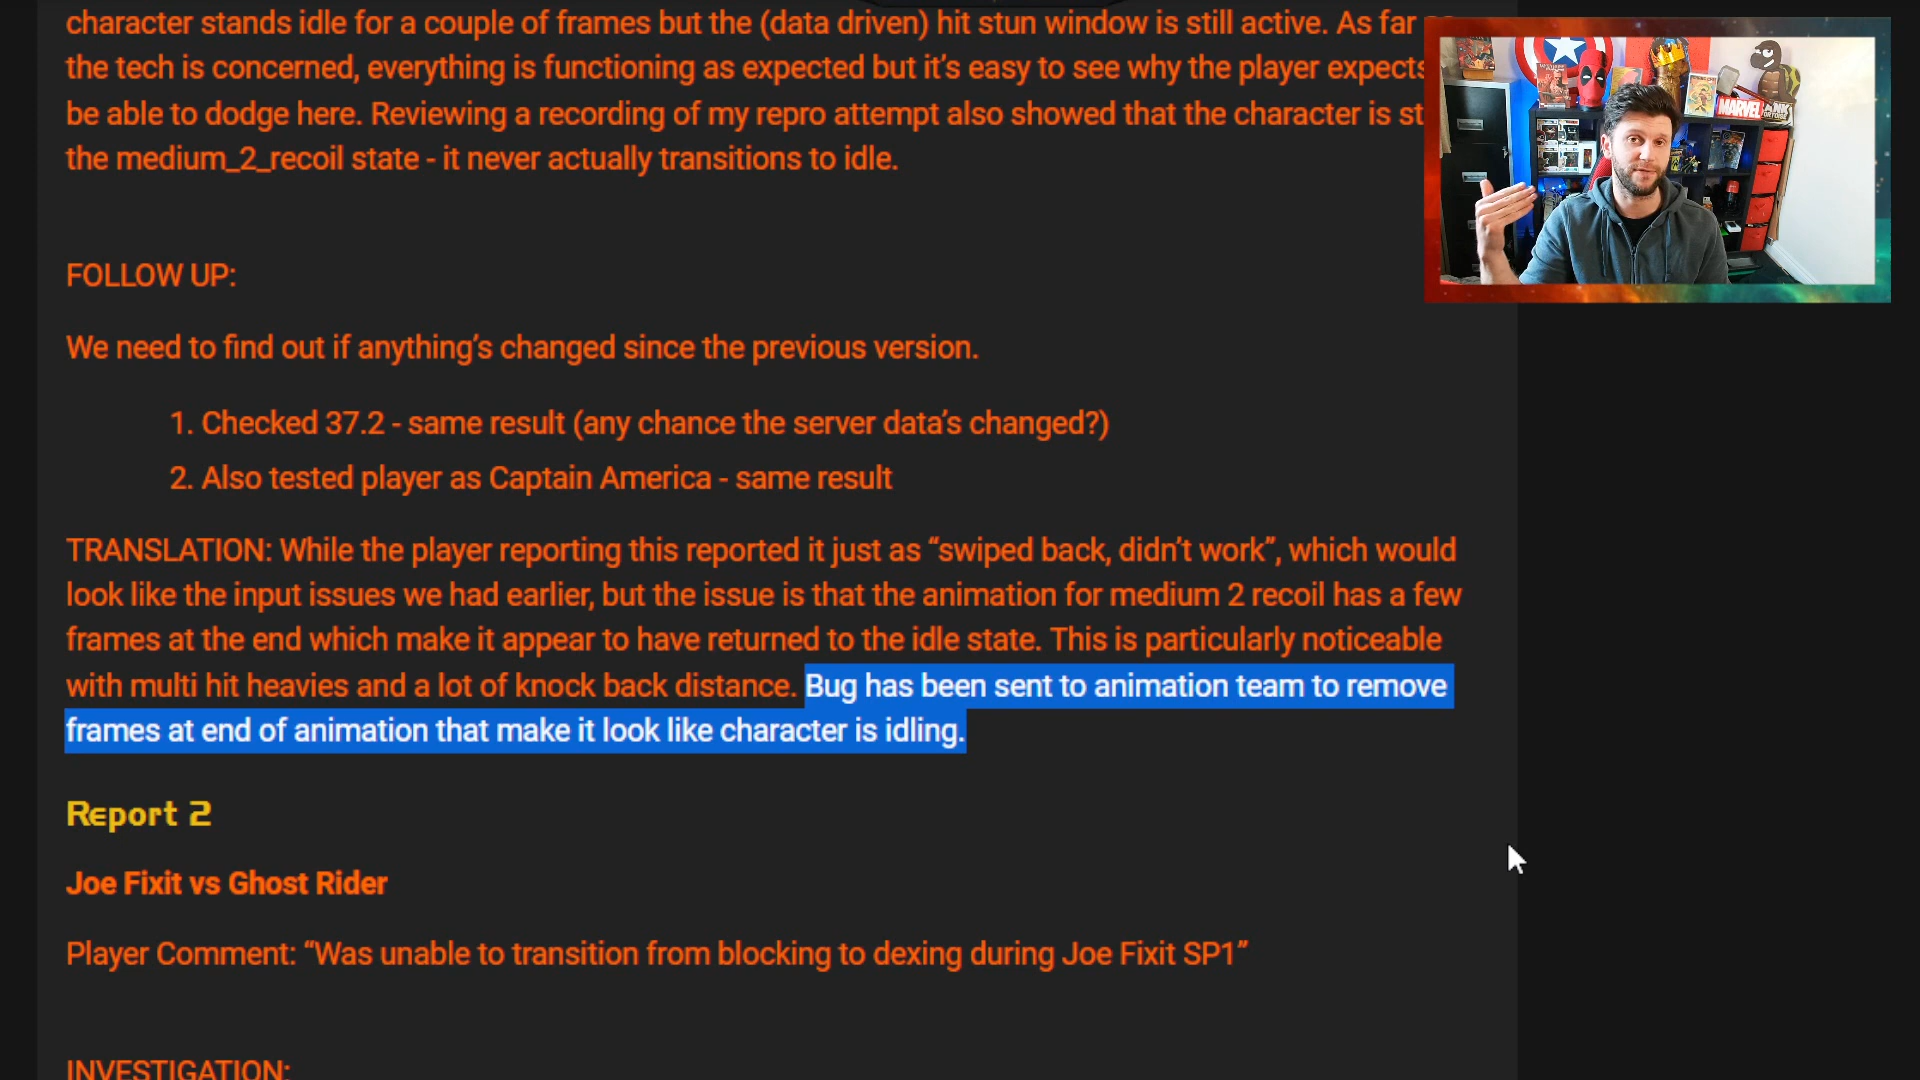 character stands idle for a couple of frames but the (data driven) hit stun window is still active. As far
the tech is concerned, everything is functioning as expected but it's easy to see why the player expects
be able to dodge here. Reviewing a recording of my repro attempt also showed that the character is st
the medium_2_recoil state - it never actually transitions to idle.
FOLLOW UP:
We need to find out if anything's changed since the previous version.
1. Checked 37.2 - same result (any chance the server data's changed?)
2. Also tested player as Captain America - same result
TRANSLATION: While the player reporting this reported it just as “swiped back, didn't work”, which would
look like the input issues we had earlier, but the issue is that the animation for medium 2 recoil has a few
frames at the end which make it appear to have returned to the idle state. This is particularly noticeable
with multi hit heavies and a lot of knock back distance. Bug has been sent to animation team to remove
frames at end of animation that make it look like character is idling.
Report 2
Joe Fixit vs Ghost Rider
Player Comment: “Was unable to transition from blocking to dexing during Joe Fixit SP1”
INVESTIGATION:
MARVEL